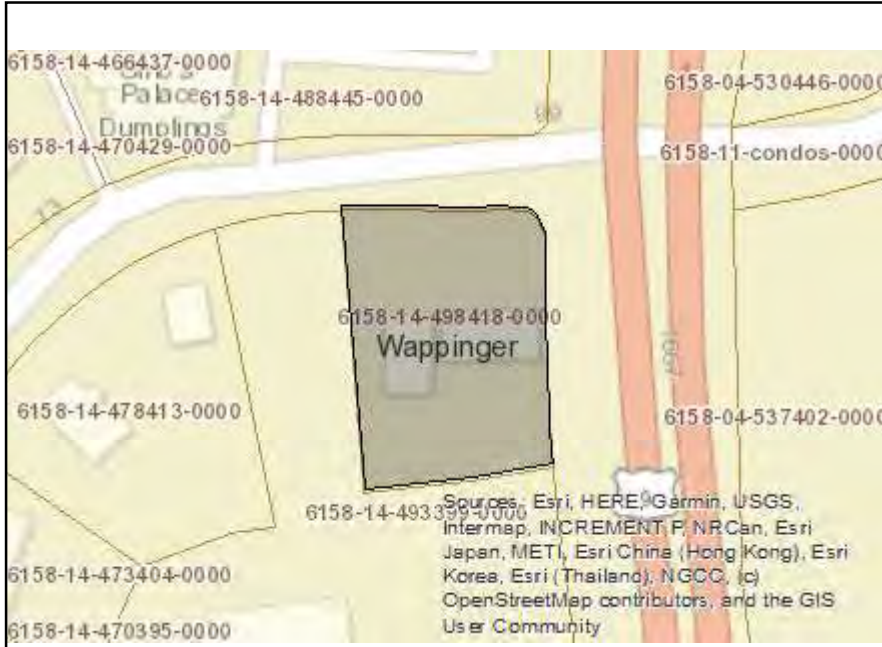 6158-14-466437-0000
Palace
6158-14-488445-0000
6158-04-530446-0000
Dumplings
99
6158-14-470429-0000
6158-11-condos-0000
73
6158-14-498418-0000
Wappinger
6158-14-478413-0000
6158-04-537402-0000
9
6158-14-493399-0000
Sources: Esri, HERE, Garmin, USGS,
Intermap, INCREMENT P, NRCan, Esri
Japan, METI, Esri China (Hong Kong), Esri
Korea, Esri (Thailand), NGCC, (c)
OpenStreetMap contributors, and the GIS
User Community
6158-14-473404-0000
6158-14-470395-0000